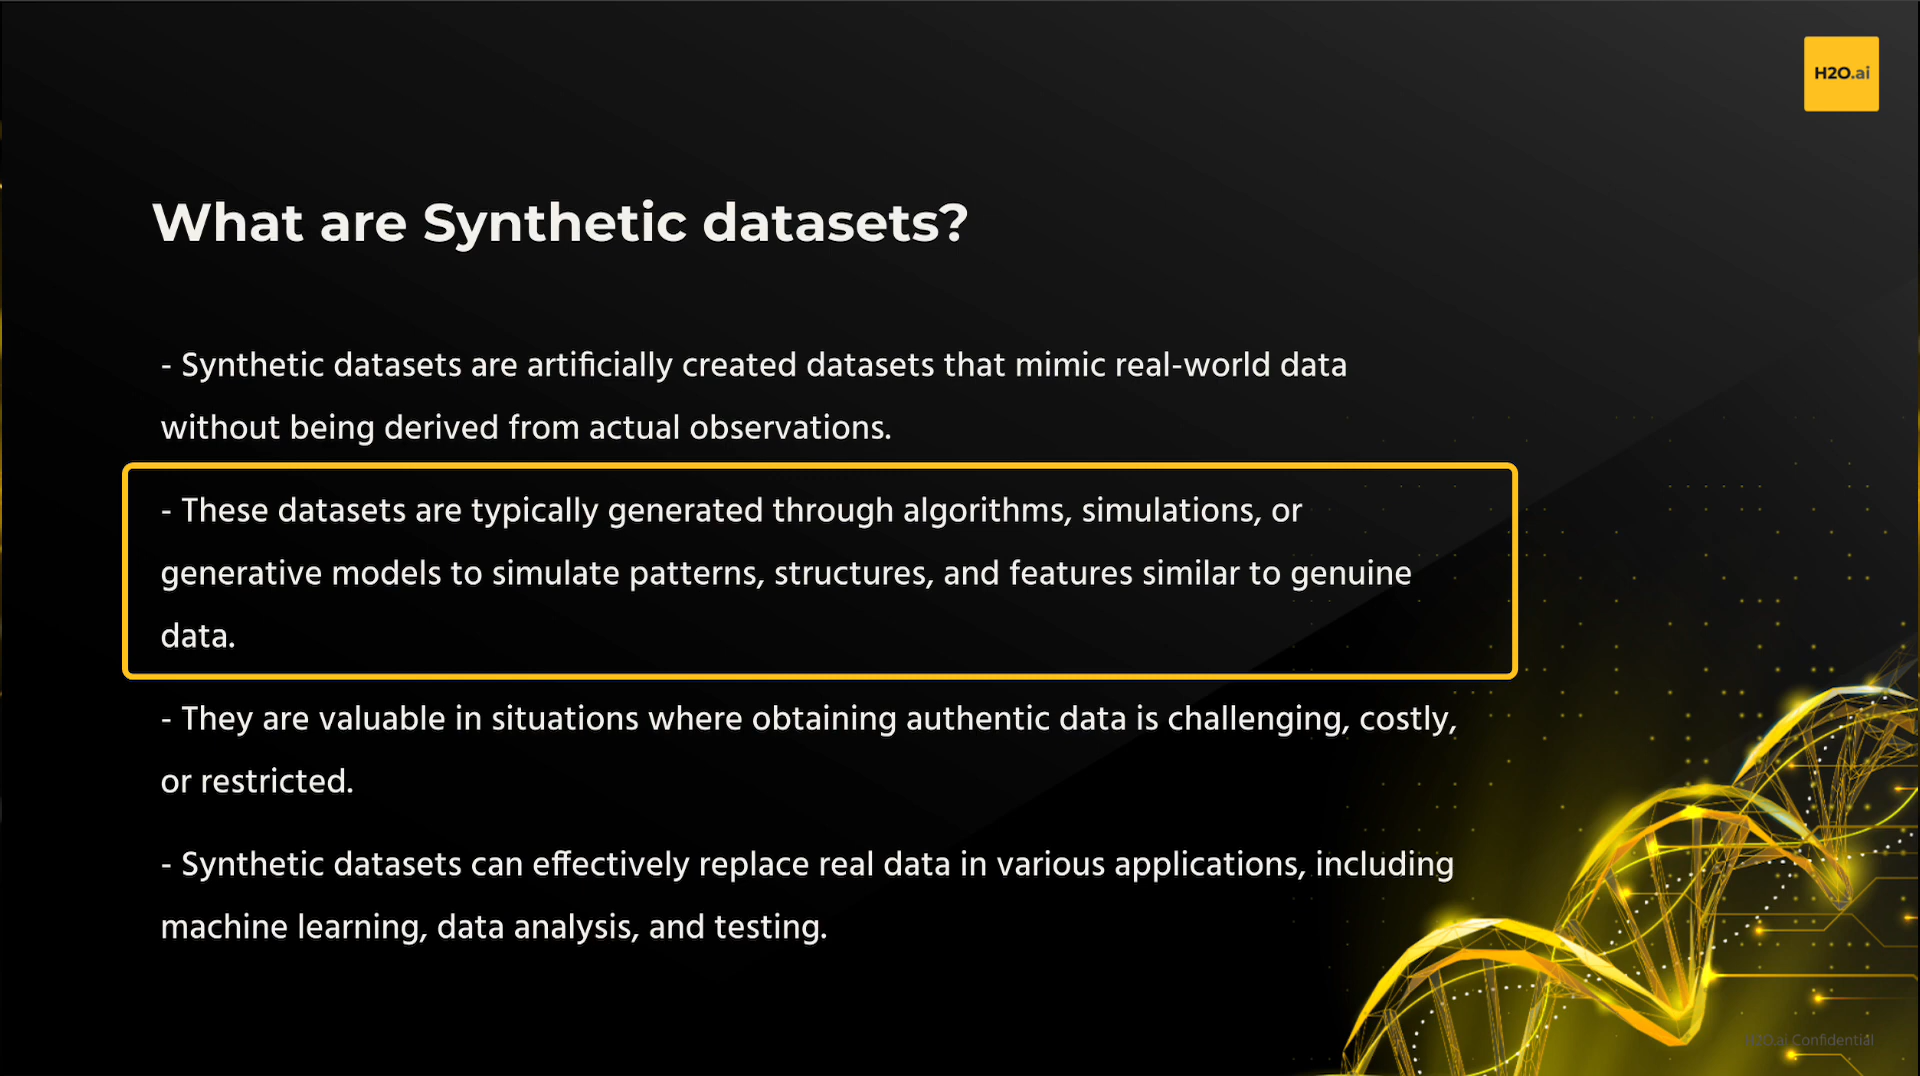 H2O.ai
What are Synthetic datasets?
- Synthetic datasets are artificially created datasets that mimic real-world data
without being derived from actual observations.
- These datasets are typically generated through algorithms, simulations, or
generative models to simulate patterns, structures, and features similar to genuine
data.
- They are valuable in situations where obtaining authentic data is challenging, costly,
or restricted.
- Synthetic datasets can effectively replace real data in various applications, including
machine learning, data analysis, and testing.
H2O.ai Confidential